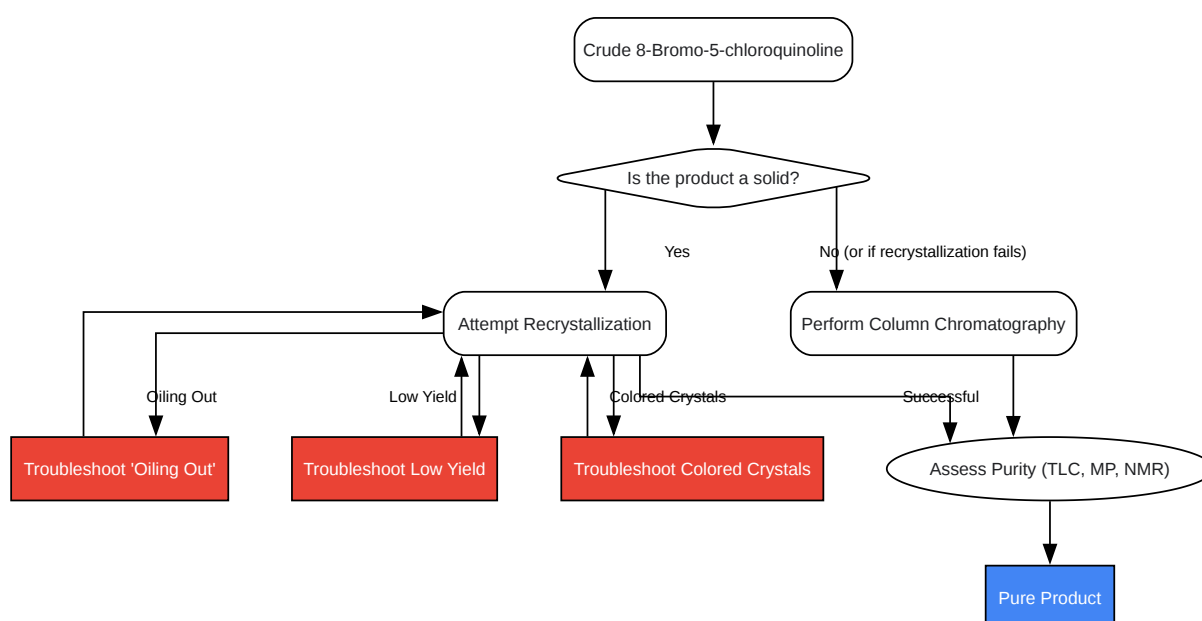 Crude 8-Bromo-5-chloroquinoline
Is the product a solid?
Yes
No (or if recrystallization fails)
Attempt Recrystallization
Perform Column Chromatography
Oiling Out
Low Yield
Colored Crystals
Successful
Troubleshoot 'Oiling Out'
Troubleshoot Low Yield
Troubleshoot Colored Crystals
Assess Purity (TLC, MP, NMR)
Pure Product